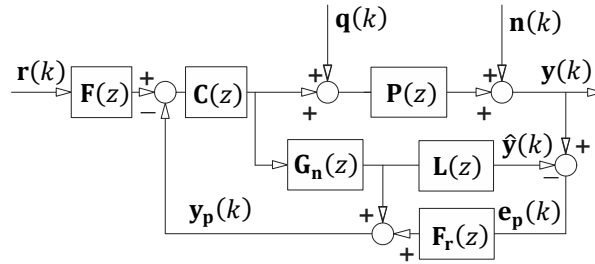 q(k)
n(k)
r(k)
F(z)
+
−
C(z)
+
+
P(z)
+
+
y(k)
G_n(z)
L(z)
ŷ(k)
+
−
y_p(k)
+
+
F_r(z)
e_p(k)